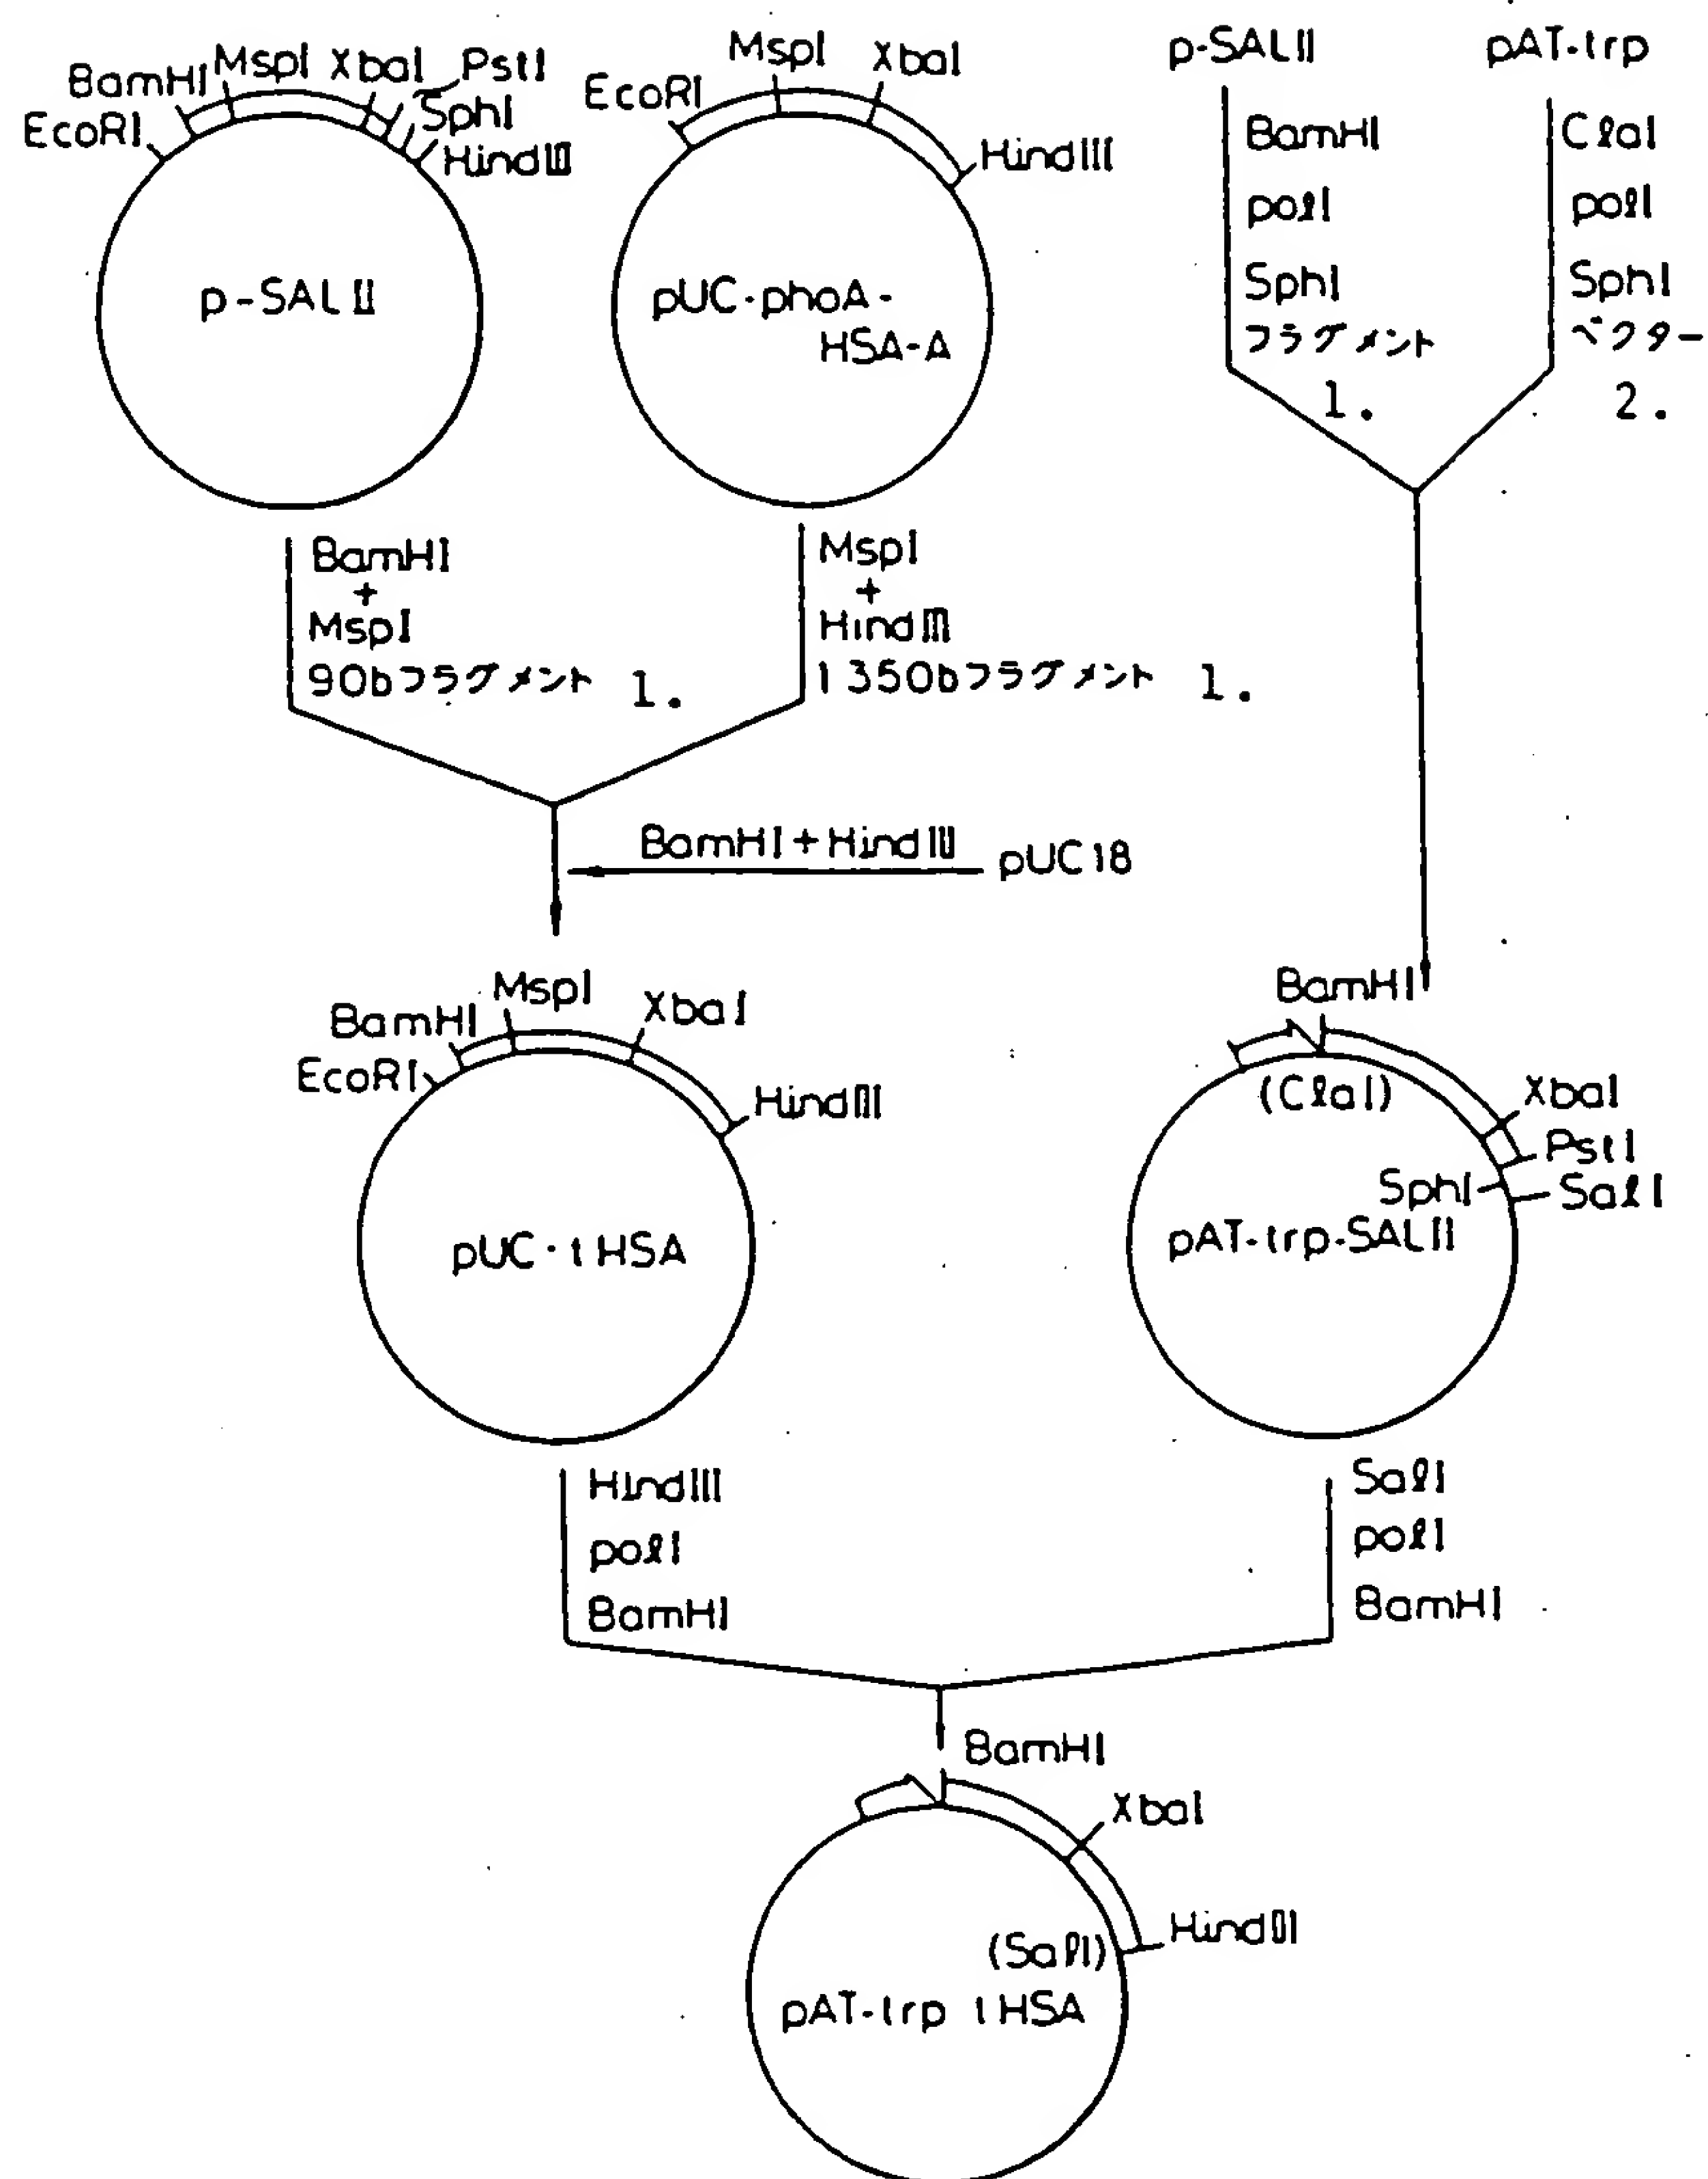 BamHI
MspI
XbaI
PstI
SphI
EcoRI
HindIII
p-SALII
EcoRI
MspI
XbaI
HindIII
pUC·phoA-
HSA-A
p-SALII
BamHI
polI
SphI
フラグメント
1.
pAT-trp
ClaI
polI
SphI
ベクター
2.
BamHI
+
MspI
90bフラグメント 1.
MspI
+
HindIII
1350bフラグメント 1.
BamHI+HindIII
pUC18
EcoRI
BamHI
MspI
XbaI
HindIII
pUC·tHSA
BamHI
(ClaI)
XbaI
PstI
SphI
SalI
pAT-trp-SALII
HindIII
polI
BamHI
SalI
polI
BamHI
BamHI
XbaI
HindIII
(SalI)
pAT-trp tHSA